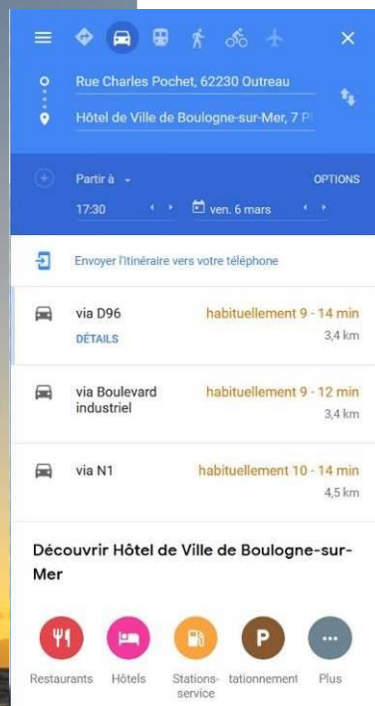 Rue Charles Pochet, 62230 Outreau
Hôtel de Ville de Boulogne-sur-Mer, 7 Pl
Partir à
OPTIONS
17:30
ven. 6 mars
Envoyer l'itinéraire vers votre téléphone
via D96
habituellement 9 - 14 min
DÉTAILS
3,4 km
via Boulevard
habituellement 9 - 12 min
industriel
3,4 km
via N1
habituellement 10 - 14 min
4,5 km
Découvrir Hôtel de Ville de Boulogne-sur-
Mer
P
Restaurants
Hôtels
Stations-
service
tationnement
Plus